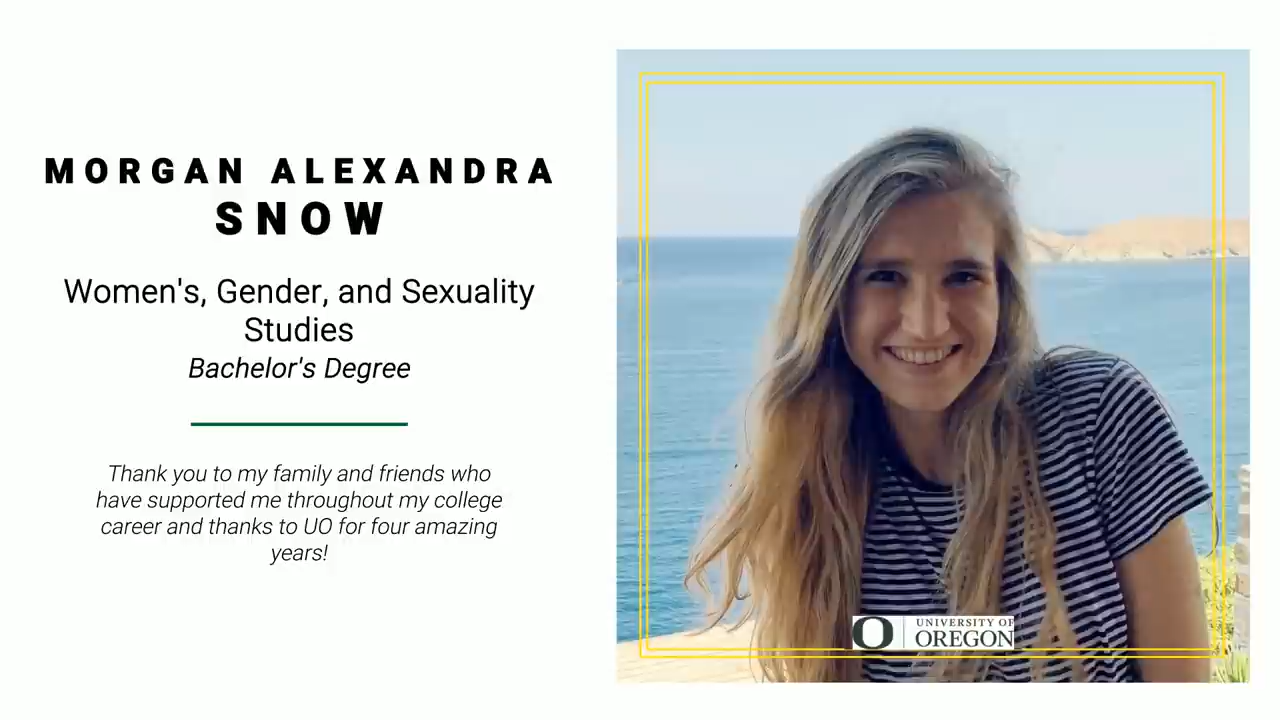 MORGAN ALEXANDRA
SNOW
Women's, Gender, and Sexuality
Studies
Bachelor's Degree
Thank you to my family and friends who
have supported me throughout my college
career and thanks to UO for four amazing
years!
O UNIVERSITY OF
OREGON